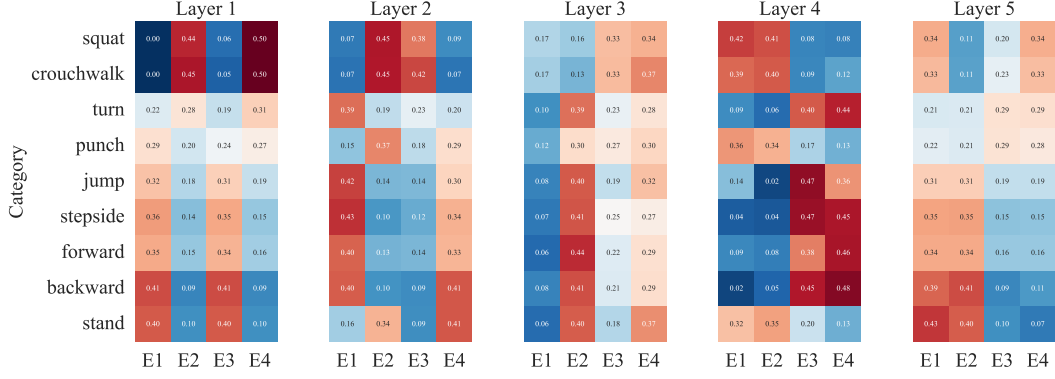 Layer 1 Layer 2 Layer 3 Layer 4 Layer 5
Category
squat 0.00 0.44 0.06 0.50 0.07 0.45 0.38 0.09 0.17 0.16 0.33 0.34 0.42 0.41 0.08 0.08 0.34 0.11 0.20 0.34
crouchwalk 0.00 0.45 0.05 0.50 0.07 0.45 0.42 0.07 0.17 0.13 0.33 0.37 0.39 0.40 0.09 0.12 0.33 0.11 0.23 0.33
turn 0.22 0.28 0.19 0.31 0.39 0.19 0.23 0.20 0.10 0.39 0.23 0.28 0.09 0.06 0.40 0.44 0.21 0.21 0.29 0.29
punch 0.29 0.20 0.24 0.27 0.15 0.37 0.18 0.29 0.12 0.30 0.27 0.30 0.36 0.34 0.17 0.13 0.22 0.21 0.29 0.28
jump 0.32 0.18 0.31 0.19 0.42 0.14 0.14 0.30 0.08 0.40 0.19 0.32 0.14 0.02 0.47 0.36 0.31 0.31 0.19 0.19
stepside 0.36 0.14 0.35 0.15 0.43 0.10 0.12 0.34 0.07 0.41 0.25 0.27 0.04 0.04 0.47 0.45 0.35 0.35 0.15 0.15
forward 0.35 0.15 0.34 0.16 0.40 0.13 0.14 0.33 0.06 0.44 0.22 0.29 0.09 0.08 0.38 0.46 0.34 0.34 0.16 0.16
backward 0.41 0.09 0.41 0.09 0.40 0.10 0.09 0.41 0.08 0.41 0.21 0.29 0.02 0.05 0.45 0.48 0.39 0.41 0.09 0.11
stand 0.40 0.10 0.40 0.10 0.16 0.34 0.09 0.41 0.06 0.40 0.18 0.37 0.32 0.35 0.20 0.13 0.43 0.40 0.10 0.07
E1 E2 E3 E4 E1 E2 E3 E4 E1 E2 E3 E4 E1 E2 E3 E4 E1 E2 E3 E4